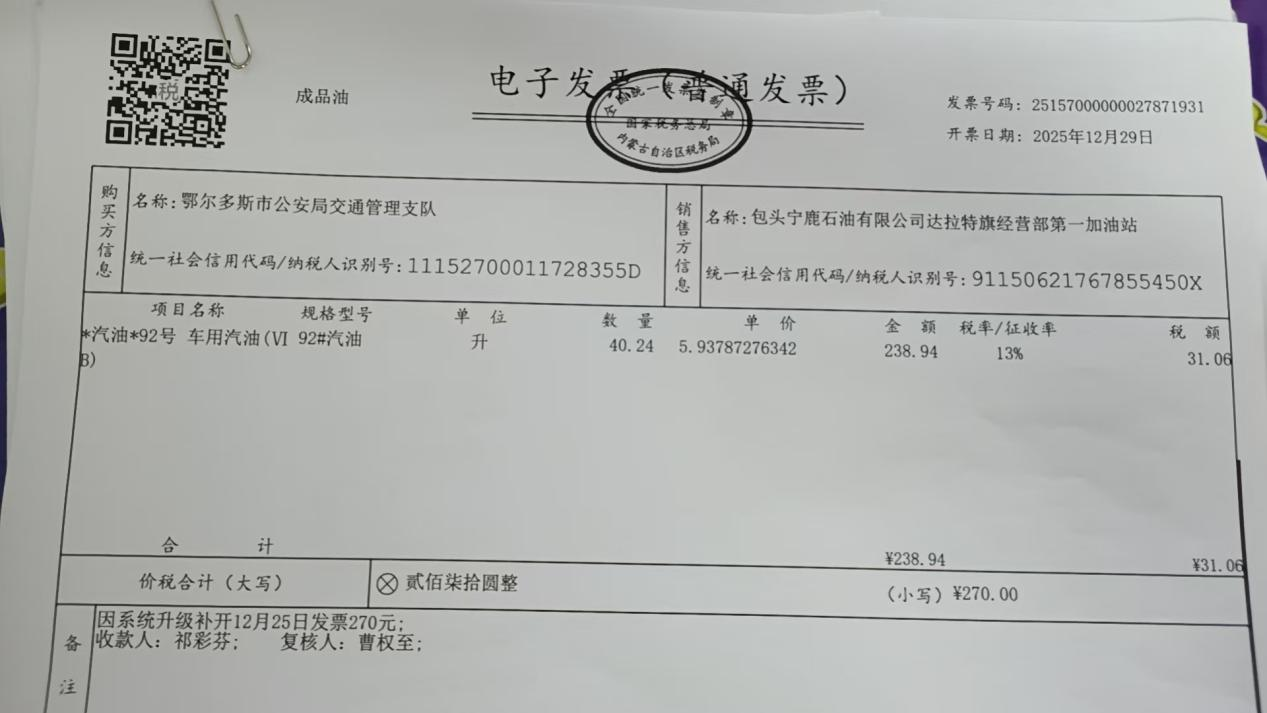 税
成品油
电子发票（普通发票）
全国统一发票监制章
国家税务总局
内蒙古自治区税务局
发票号码：25157000000027871931
开票日期：2025年12月29日
购买方信息
名称：鄂尔多斯市公安局交通管理支队
统一社会信用代码/纳税人识别号：11152700011728355D
销售方信息
名称：包头宁鹿石油有限公司达拉特旗经营部第一加油站
统一社会信用代码/纳税人识别号：91150621767855450X
项目名称 规格型号 单 位 数 量 单 价 金 额 税率/征收率 税 额
*汽油*92号 车用汽油(VI 92#汽油 升 40.24 5.93787276342 238.94 13% 31.06
B)
合 计 ¥238.94 ¥31.06
价税合计（大写） ⊗ 贰佰柒拾圆整 （小写）¥270.00
备注
因系统升级补开12月25日发票270元;
收款人：祁彩芬; 复核人：曹权至;